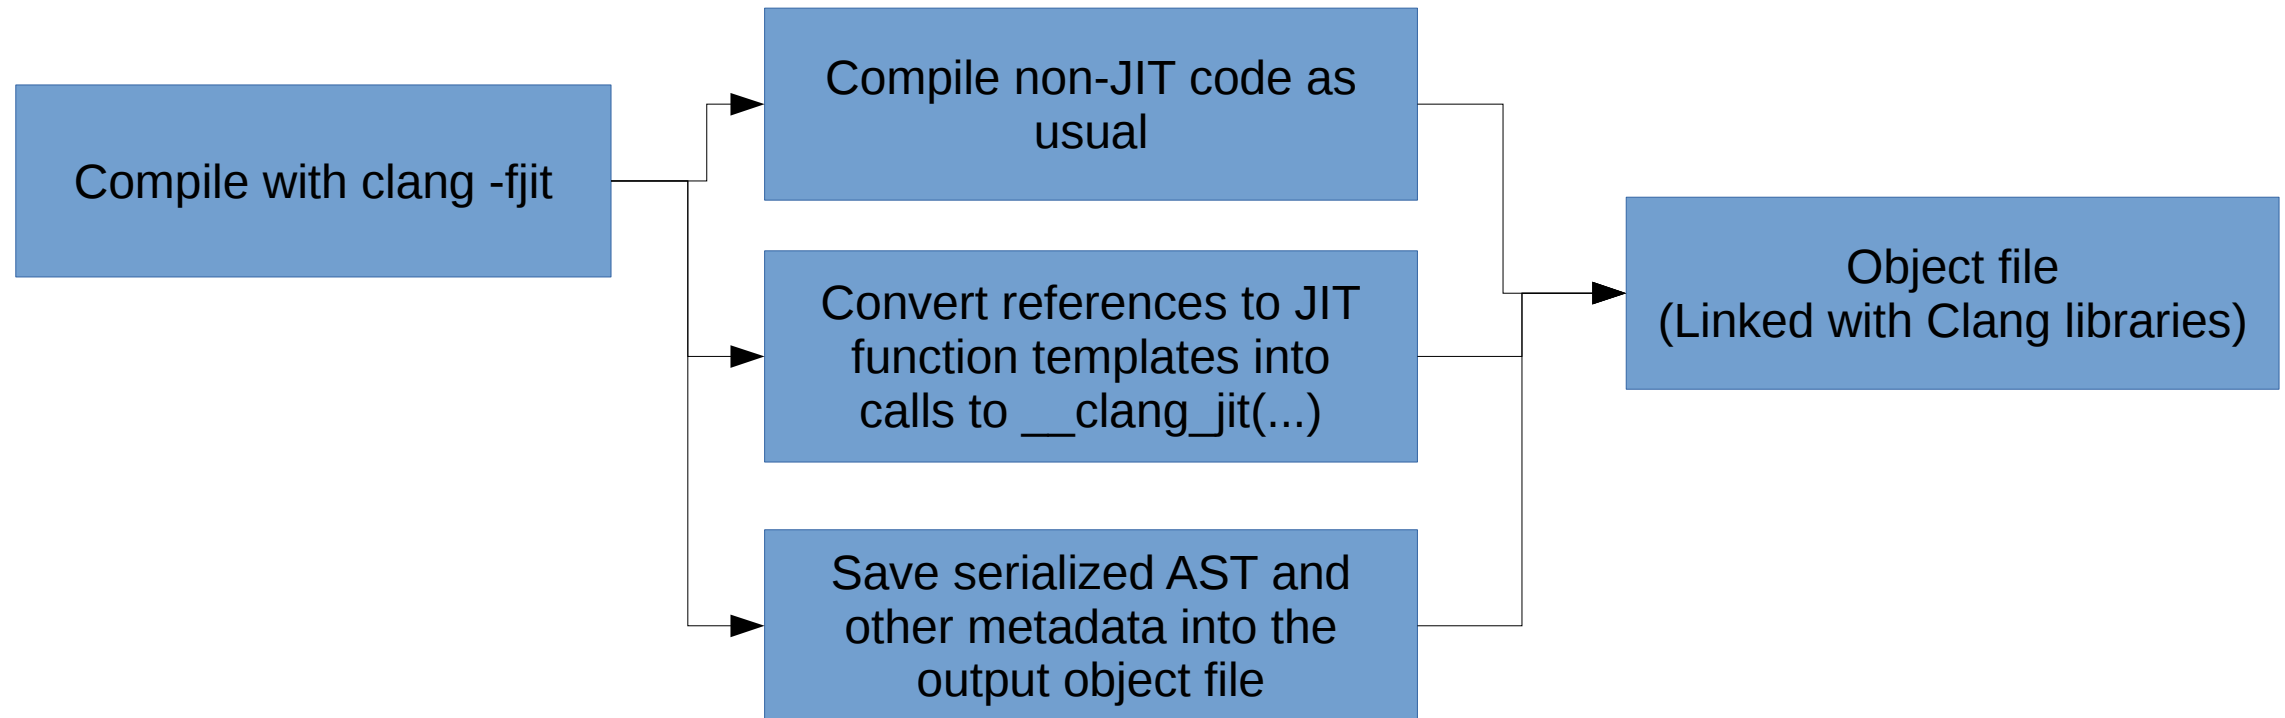 Compile with clang -fjit
Compile non-JIT code as
usual
Convert references to JIT
function templates into
calls to __clang_jit(...)
Save serialized AST and
other metadata into the
output object file
Object file
(Linked with Clang libraries)